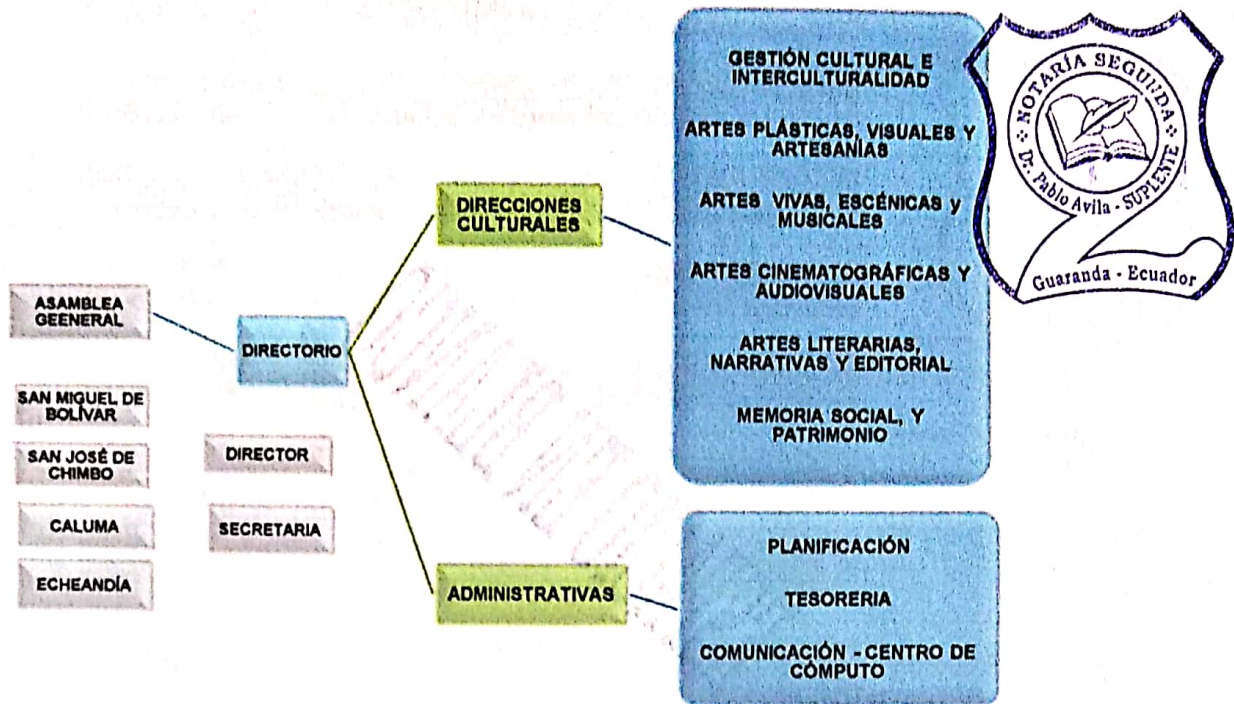 ASAMBLEA
GEENERAL
SAN MIGUEL DE
BOLÍVAR
SAN JOSÉ DE
CHIMBO
CALUMA
ECHEANDÍA
DIRECTORIO
DIRECTOR
SECRETARIA
DIRECCIONES
CULTURALES
ADMINISTRATIVAS
GESTIÓN CULTURAL E
INTERCULTURALIDAD
ARTES PLÁSTICAS, VISUALES Y
ARTESANÍAS
ARTES VIVAS, ESCÉNICAS y
MUSICALES
ARTES CINEMATOGRÁFICAS Y
AUDIOVISUALES
ARTES LITERARIAS,
NARRATIVAS Y EDITORIAL
MEMORIA SOCIAL, Y
PATRIMONIO
PLANIFICACIÓN
TESORERIA
COMUNICACIÓN - CENTRO DE
CÓMPUTO
NOTARÍA SEGUNDA
Dr. Pablo Avila - SUPLENTE
Guaranda - Ecuador